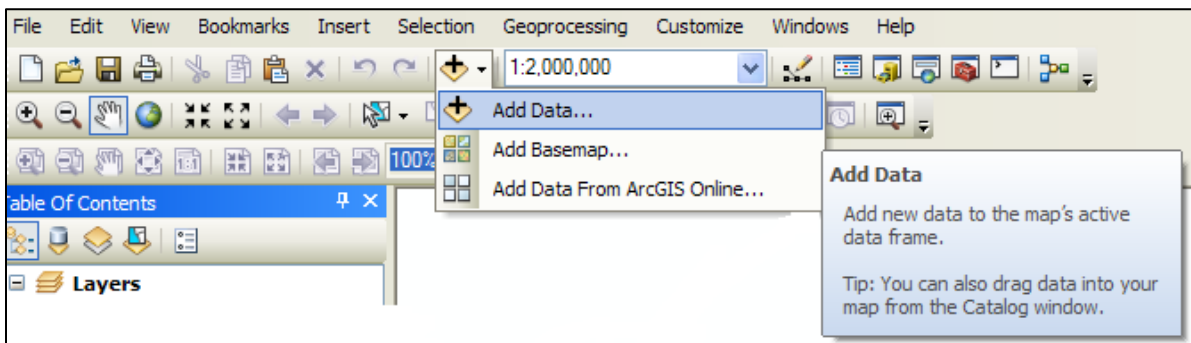 File Edit View Bookmarks Insert Selection Geoprocessing Customize Windows Help
1:2,000,000
Add Data...
100%
Add Basemap...
Add Data From ArcGIS Online...
Add Data
Add new data to the map's active
data frame.
Tip: You can also drag data into your
map from the Catalog window.
Table Of Contents
Layers